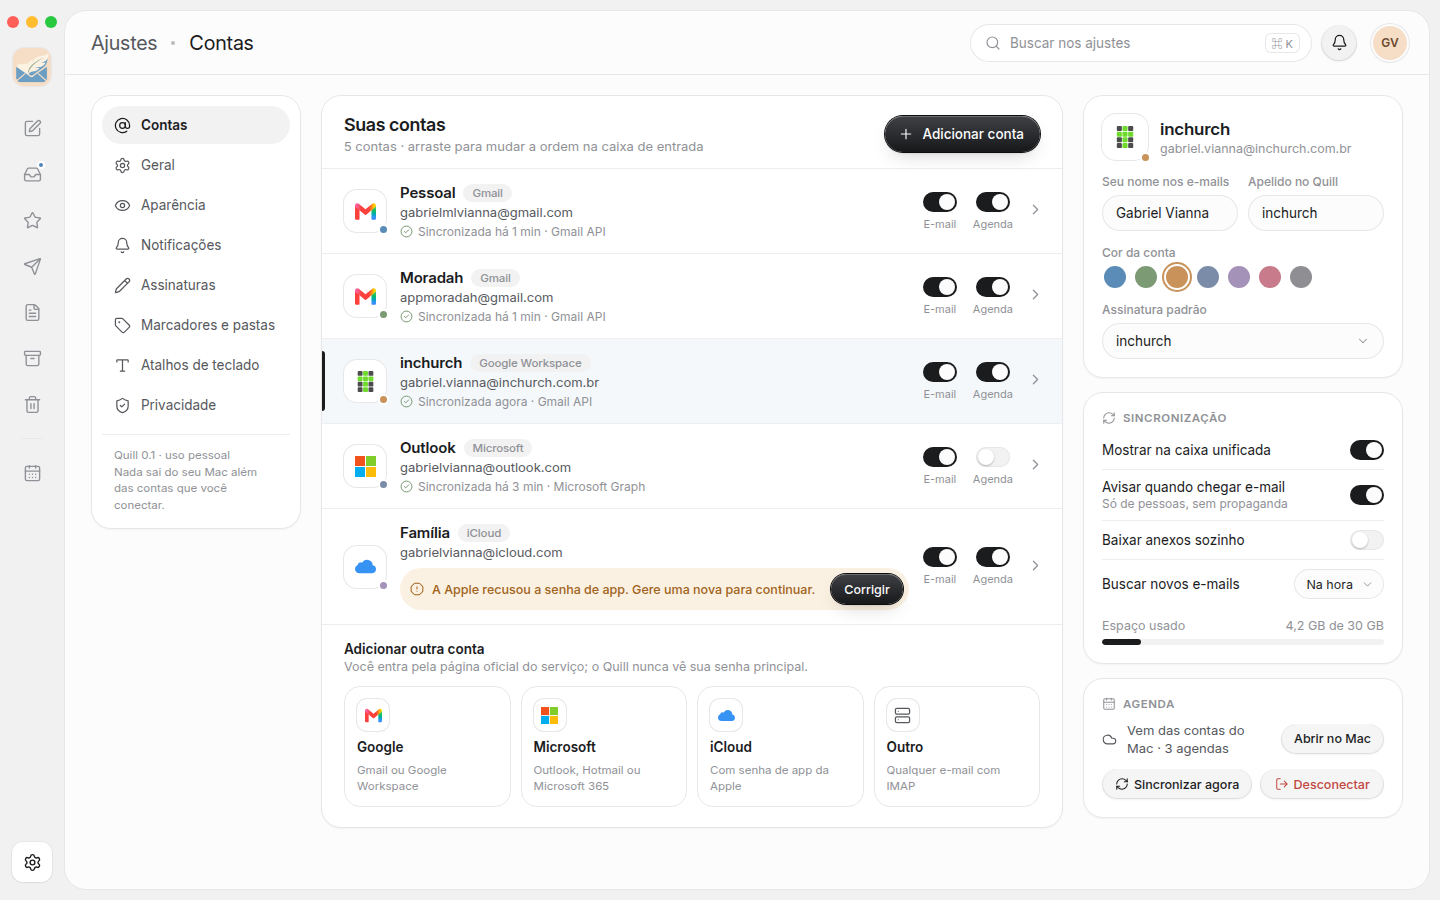 Ajustes · Contas
Buscar nos ajustes
⌘ K
GV
Contas
Geral
Aparência
Notificações
Assinaturas
Marcadores e pastas
Atalhos de teclado
Privacidade
Quill 0.1 · uso pessoal
Nada sai do seu Mac além
das contas que você
conectar.
Suas contas
5 contas · arraste para mudar a ordem na caixa de entrada
Adicionar conta
Pessoal Gmail
gabrielmlvianna@gmail.com
Sincronizada há 1 min · Gmail API
E-mail Agenda
Moradah Gmail
appmoradah@gmail.com
Sincronizada há 1 min · Gmail API
E-mail Agenda
inchurch Google Workspace
gabriel.vianna@inchurch.com.br
Sincronizada agora · Gmail API
E-mail Agenda
Outlook Microsoft
gabrielvianna@outlook.com
Sincronizada há 3 min · Microsoft Graph
E-mail Agenda
Família iCloud
gabrielvianna@icloud.com
A Apple recusou a senha de app. Gere uma nova para continuar.
Corrigir
E-mail Agenda
Adicionar outra conta
Você entra pela página oficial do serviço; o Quill nunca vê sua senha principal.
Google
Gmail ou Google
Workspace
Microsoft
Outlook, Hotmail ou
Microsoft 365
iCloud
Com senha de app da
Apple
Outro
Qualquer e-mail com
IMAP
inchurch
gabriel.vianna@inchurch.com.br
Seu nome nos e-mails
Apelido no Quill
Gabriel Vianna
inchurch
Cor da conta
Assinatura padrão
inchurch
SINCRONIZAÇÃO
Mostrar na caixa unificada
Avisar quando chegar e-mail
Só de pessoas, sem propaganda
Baixar anexos sozinho
Buscar novos e-mails
Na hora
Espaço usado
4,2 GB de 30 GB
AGENDA
Vem das contas do
Mac · 3 agendas
Abrir no Mac
Sincronizar agora
Desconectar